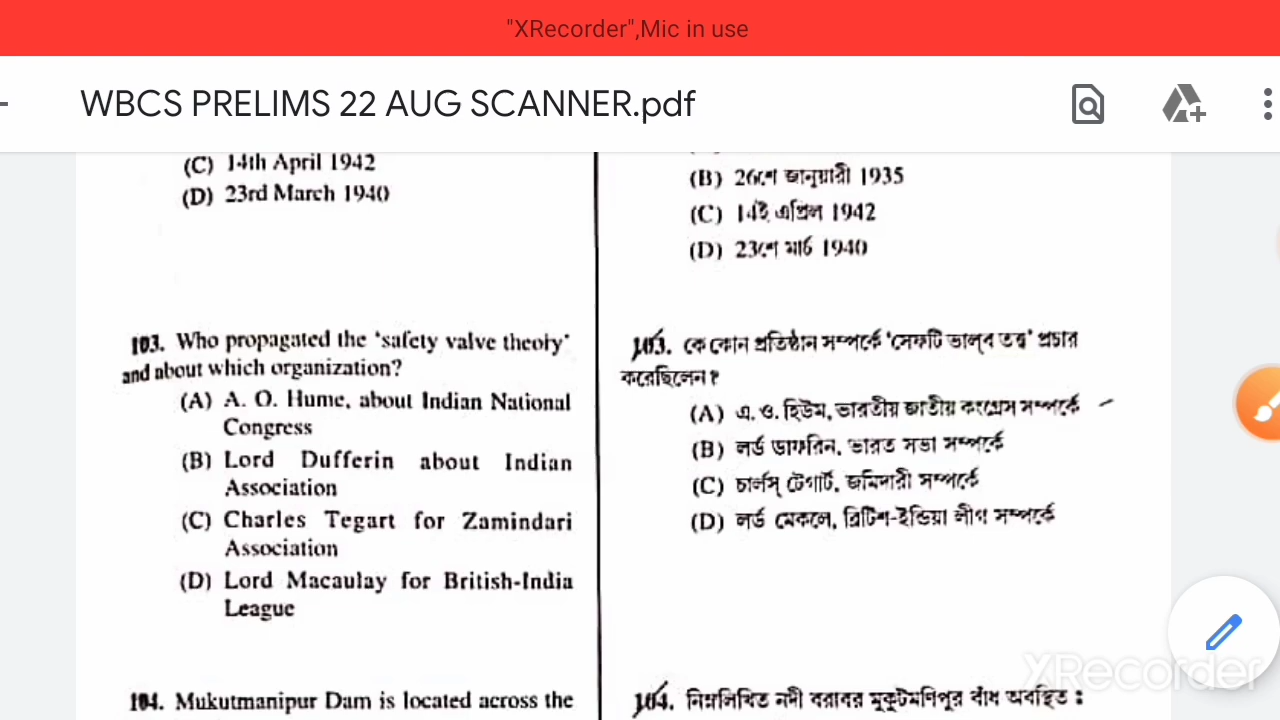 "XRecorder",Mic in use
WBCS PRELIMS 22 AUG SCANNER.pdf
(C) 14th April 1942
(D) 23rd March 1940
103. Who propagated the ‘safety valve theory’
and about which organization?
(A) A. O. Hume, about Indian National
Congress
(B) Lord Dufferin about Indian
Association
(C) Charles Tegart for Zamindari
Association
(D) Lord Macaulay for British-India
League
104. Mukutmanipur Dam is located across the
(B) 26শে জানুয়ারী 1935
(C) 14ই এপ্রিল 1942
(D) 23শে মার্চ 1940
103. কে কোন প্রতিষ্ঠান সম্পর্কে ‘সেফটি ভাল্‌ব তত্ত্ব’ প্রচার
করেছিলেন?
(A) এ. ও. হিউম, ভারতীয় জাতীয় কংগ্রেস সম্পর্কে
(B) লর্ড ডাফরিন, ভারত সভা সম্পর্কে
(C) চার্লস্ টেগার্ট, জমিদারী সম্পর্কে
(D) লর্ড মেকলে, ব্রিটিশ-ইন্ডিয়া লীগ সম্পর্কে
104. নিম্নলিখিত নদী বরাবর মুকুটমণিপুর বাঁধ অবস্থিত :
XRecorder